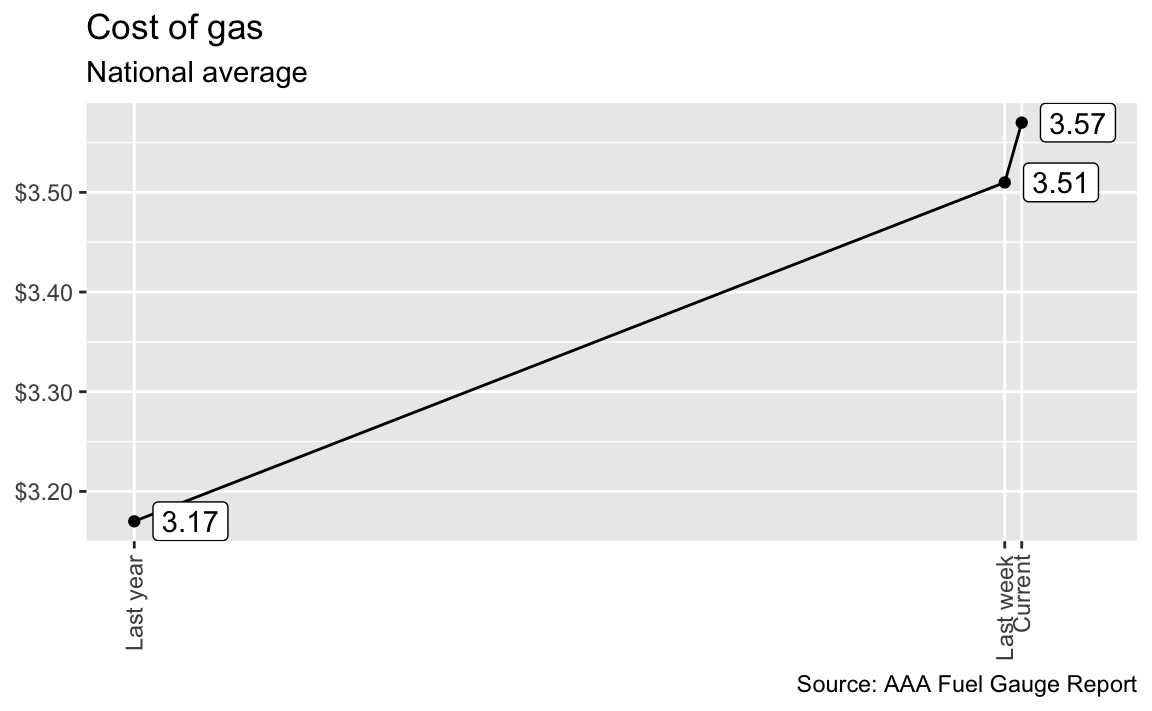 Cost of gas
National average
3.57
$3.50
3.51
$3.40
$3.30
$3.20
3.17
Last year
Last week
Current
Source: AAA Fuel Gauge Report